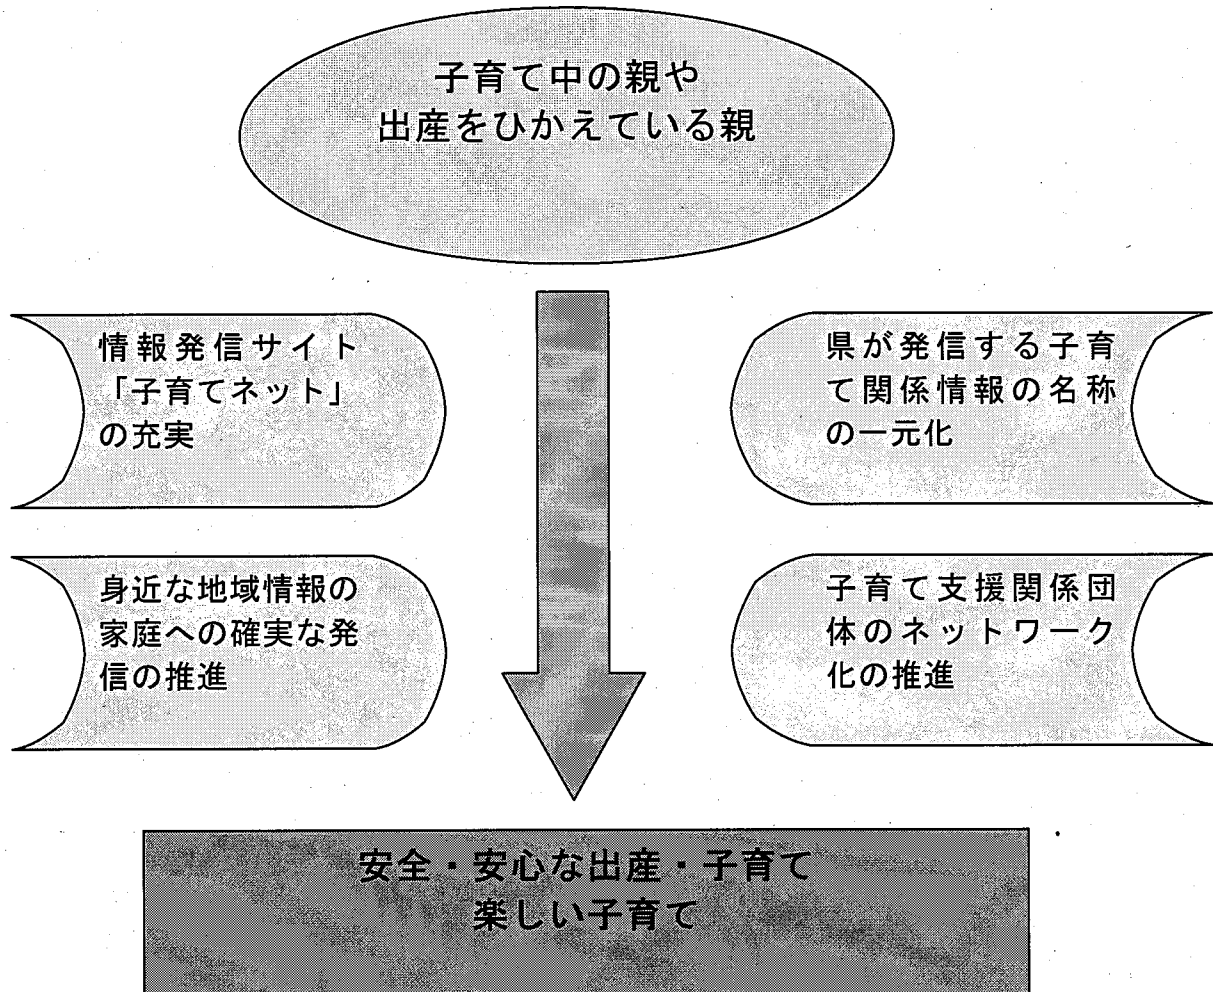 子育て中の親や
出産をひかえている親
情報発信サイト
「子育てネット」
の充実
県が発信する子育
て関係情報の名称
の一元化
身近な地域情報の
家庭への確実な発
信の推進
子育て支援関係団
体のネットワーク
化の推進
安全・安心な出産・子育て
楽しい子育て